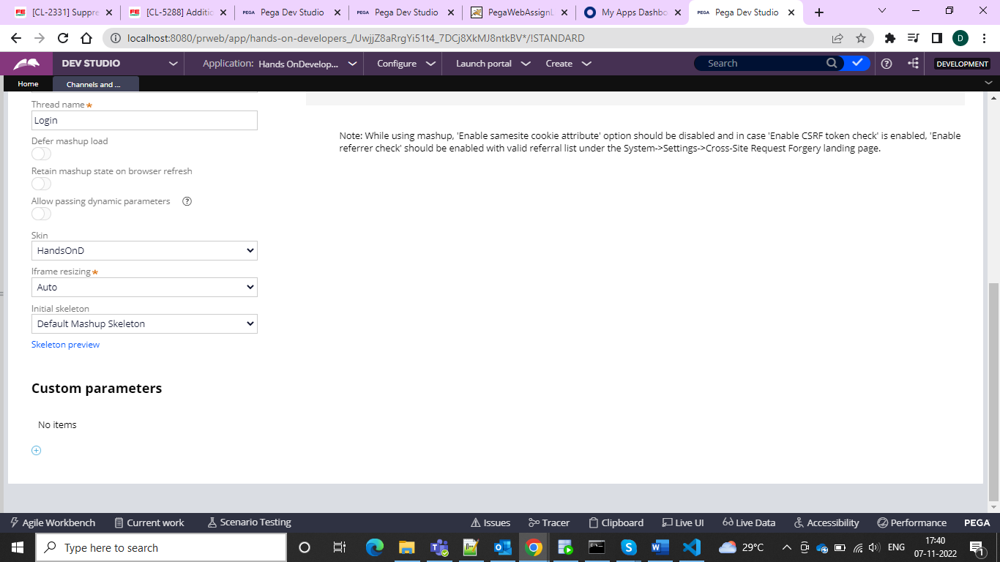 [CL-2331] Suppre
[CL-5288] Additic
Pega Dev Studio
Pega Dev Studio
PegaWebAssignL
My Apps Dashbo
Pega Dev Studio
localhost:8080/prweb/app/hands-on-developers_/UwjjZ8aRrgYi51t4_7DCj8XkMJ8ntkBV*/!STANDARD
D
DEV STUDIO
Application: Hands OnDevelop...
Configure
Launch portal
Create
Search
DEVELOPMENT
Home
Channels and ...
Thread name *
Login
Defer mashup load
Retain mashup state on browser refresh
Allow passing dynamic parameters
Skin
HandsOnD
Iframe resizing *
Auto
Initial skeleton
Default Mashup Skeleton
Skeleton preview
Custom parameters
No items
Note: While using mashup, 'Enable samesite cookie attribute' option should be disabled and in case 'Enable CSRF token check' is enabled, 'Enable
referrer check' should be enabled with valid referral list under the System->Settings->Cross-Site Request Forgery landing page.
Agile Workbench
Current work
Scenario Testing
Issues
Tracer
Clipboard
Live UI
Live Data
Accessibility
Performance
PEGA
Type here to search
29°C
ENG
17:40
07-11-2022
1